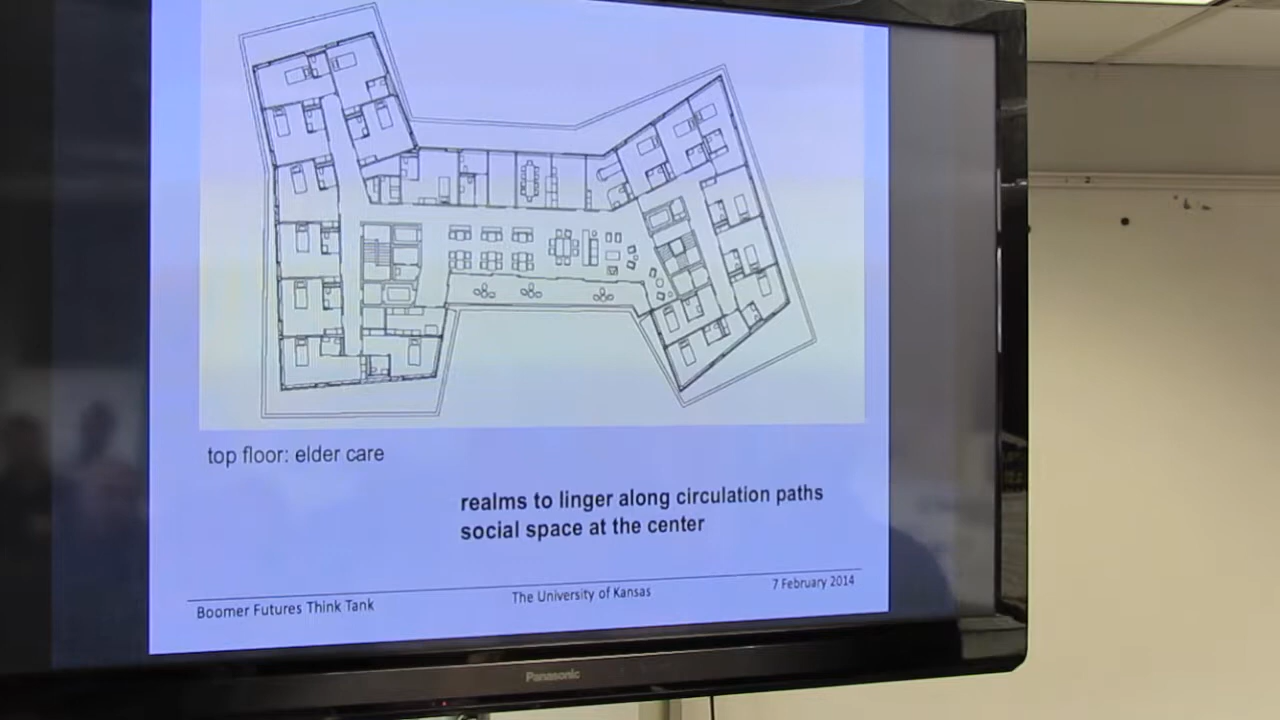 top floor: elder care
realms to linger along circulation paths
social space at the center
Boomer Futures Think Tank
The University of Kansas
7 February 2014
Panasonic